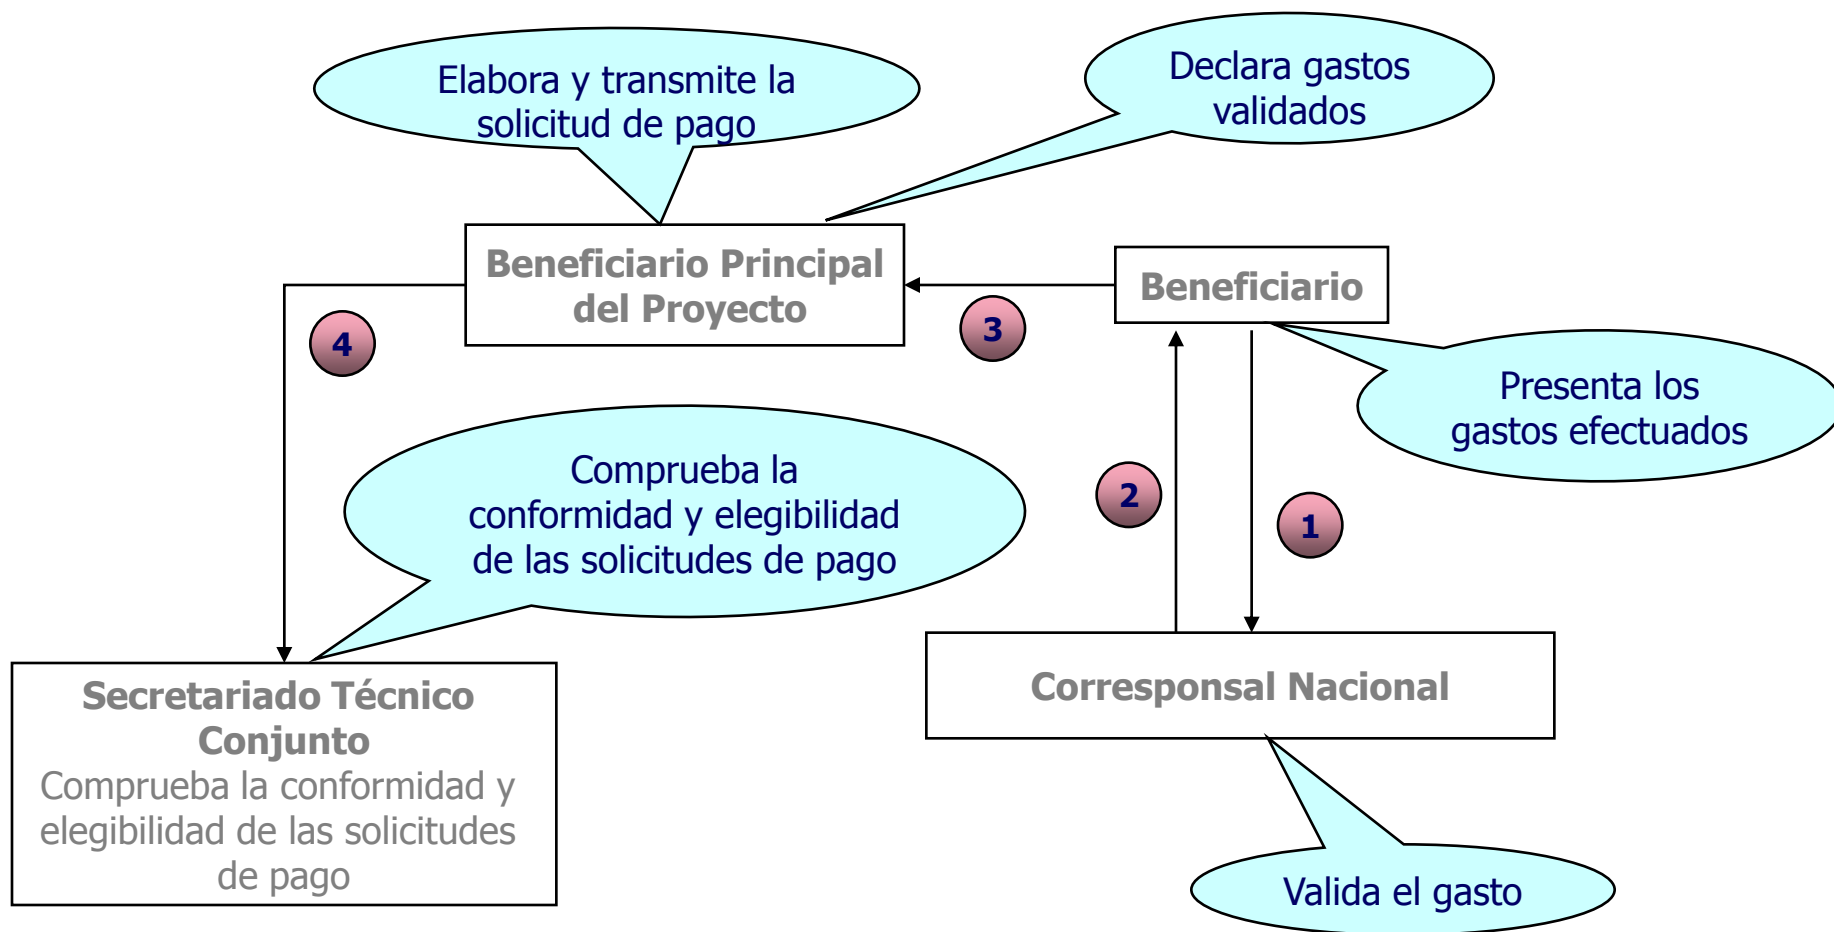 Elabora y transmite la
solicitud de pago
Declara gastos
validados
Beneficiario Principal
del Proyecto
Beneficiario
3
4
Presenta los
gastos efectuados
Comprueba la
conformidad y elegibilidad
de las solicitudes de pago
2
1
Secretariado Técnico
Conjunto
Comprueba la conformidad y
elegibilidad de las solicitudes
de pago
Corresponsal Nacional
Valida el gasto